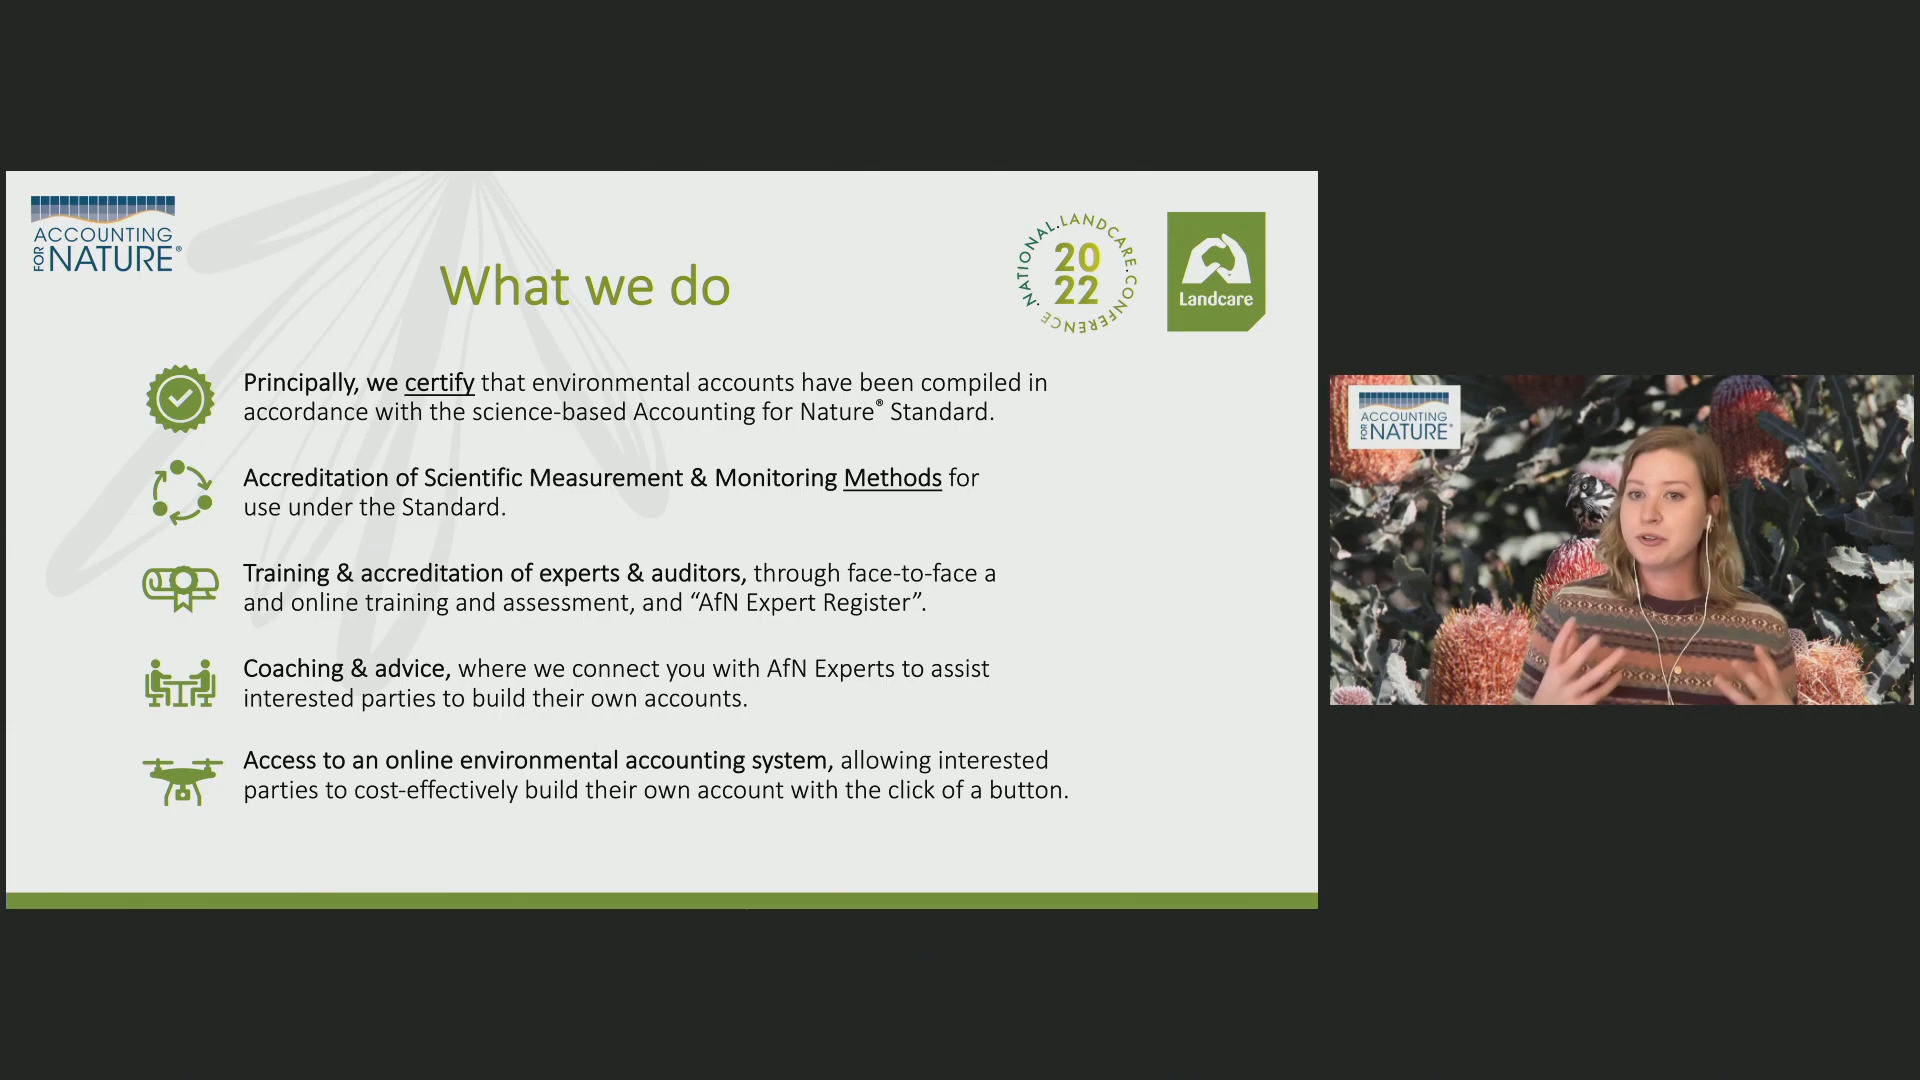 ACCOUNTING
FOR NATURE®
What we do
.NATIONAL.LANDCARE.CONFERENCE
20
22
Landcare
Principally, we certify that environmental accounts have been compiled in
accordance with the science-based Accounting for Nature® Standard.
Accreditation of Scientific Measurement & Monitoring Methods for
use under the Standard.
Training & accreditation of experts & auditors, through face-to-face a
and online training and assessment, and “AfN Expert Register”.
Coaching & advice, where we connect you with AfN Experts to assist
interested parties to build their own accounts.
Access to an online environmental accounting system, allowing interested
parties to cost-effectively build their own account with the click of a button.
ACCOUNTING
FOR NATURE®